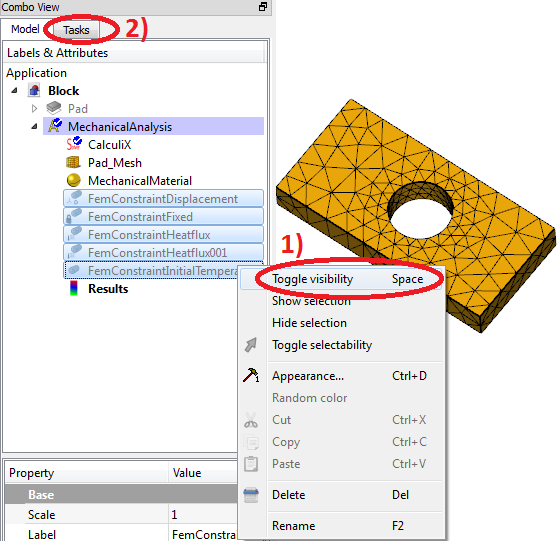 Combo View
Model
Tasks
2)
Labels & Attributes
Application
Block
Pad
MechanicalAnalysis
CalculiX
Pad_Mesh
MechanicalMaterial
FemConstraintDisplacement
FemConstraintFixed
FemConstraintHeatflux
FemConstraintHeatflux001
1)
FemConstraintInitialTempera
Toggle visibility Space
Results
Show selection
Hide selection
Toggle selectability
Appearance... Ctrl+D
Random color
Cut Ctrl+X
Copy Ctrl+C
Paste Ctrl+V
Property Value
Delete Del
Base
Scale 1
Rename F2
Label FemConstra